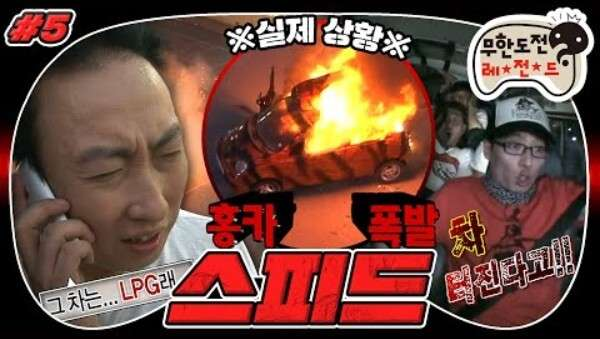 #5
※실제 상황※
무한도전
레★전★드
홍카 폭발
차
터진다고!!
그 차는... LPG래
스피드